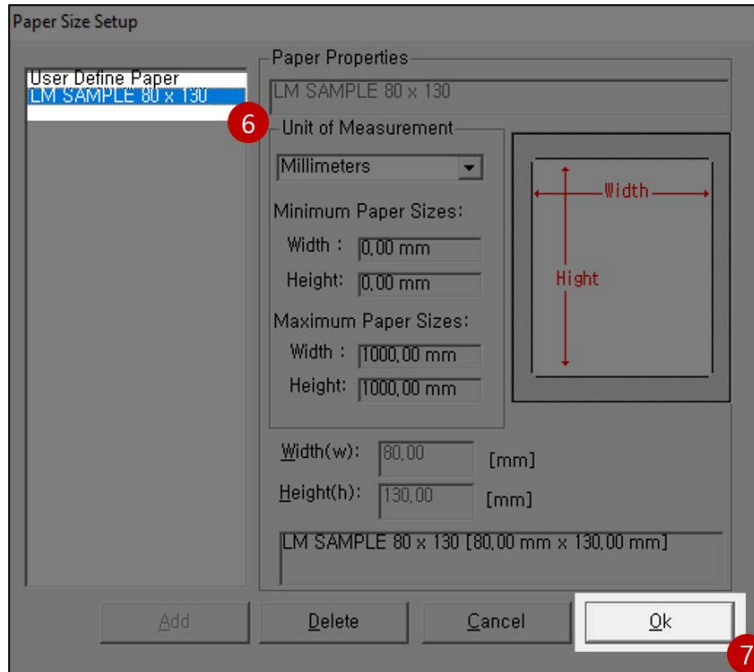 Paper Size Setup
User Define Paper
LM SAMPLE 80 x 130
6
Paper Properties
LM SAMPLE 80 x 130
Unit of Measurement
Millimeters
Minimum Paper Sizes:
Width : 0,00 mm
Height: 0,00 mm
Maximum Paper Sizes:
Width : 1000,00 mm
Height: 1000,00 mm
Width
Hight
Width(w): 80,00 [mm]
Height(h): 130,00 [mm]
LM SAMPLE 80 x 130 [80,00 mm x 130,00 mm]
Add Delete Cancel Ok
7